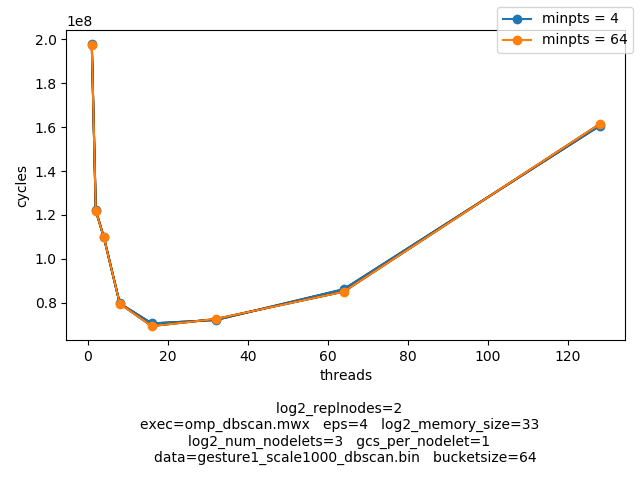 1e8
minpts = 4
minpts = 64
2.0
1.8
1.6
1.4
1.2
1.0
0.8
cycles
0 20 40 60 80 100 120
threads
log2_replnodes=2
exec=omp_dbscan.mwx eps=4 log2_memory_size=33
log2_num_nodelets=3 gcs_per_nodelet=1
data=gesture1_scale1000_dbscan.bin bucketsize=64